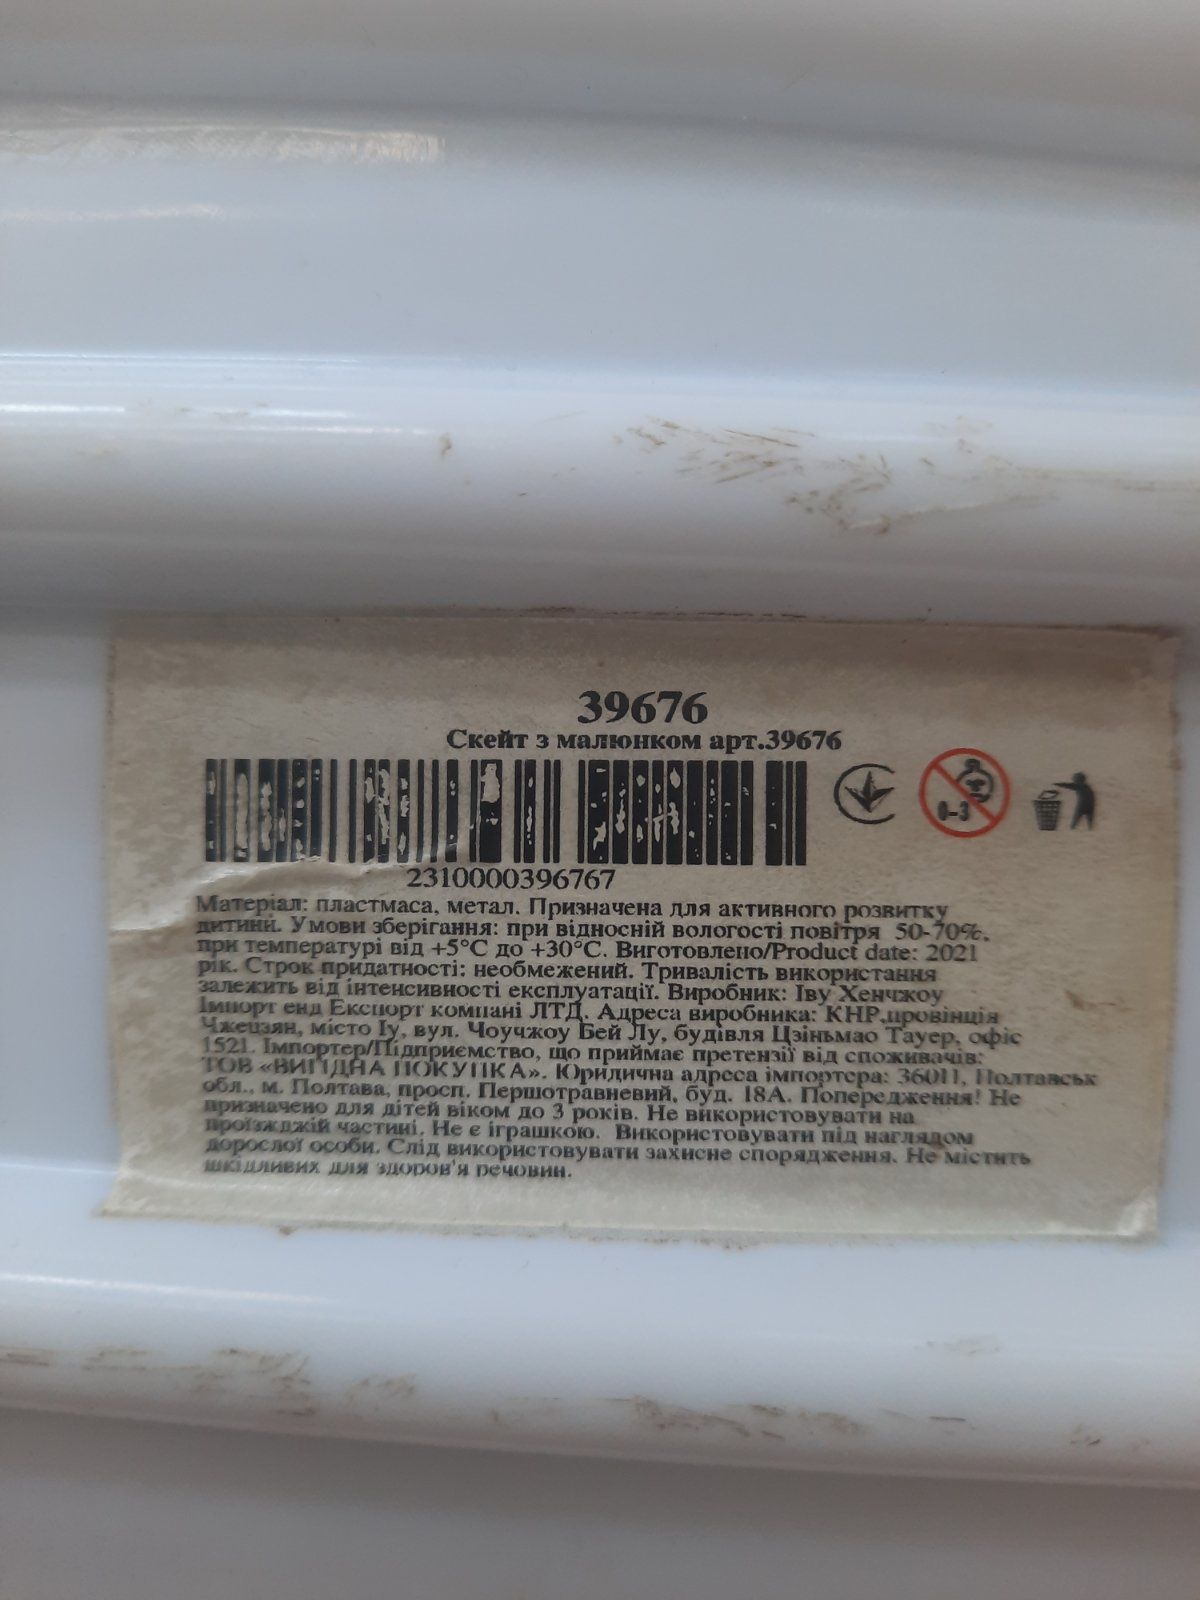 39676
Скейт з малюнком арт.39676
0-3
2310000396767
Матеріал: пластмаса, метал. Призначена для активного розвитку
дитини. Умови зберігання: при відносній вологості повітря 50-70%,
при температурі від +5°C до +30°C. Виготовлено/Product date: 2021
рік. Строк придатності: необмежений. Тривалість використання
залежить від інтенсивності експлуатації. Виробник: Іву Хенчжоу
Імпорт енд Експорт компані ЛТД. Адреса виробника: КНР,провінція
Чжецзян, місто Іу, вул. Чоучжоу Бей Лу, будівля Цзіньмао Тауер, офіс
1521. Імпортер/Підприємство, що приймає претензії від споживачів:
ТОВ «ВИГІДНА ПОКУПКА». Юридична адреса імпортера: 36011, Полтавськ
обл., м. Полтава, просп. Першотравневий, буд. 18А. Попередження! Не
призначено для дітей віком до 3 років. Не використовувати на
проїзжджій частині. Не є іграшкою. Використовувати під наглядом
дорослої особи. Слід використовувати захисне спорядження. Не містить
шкідливих для здоров'я речовин.